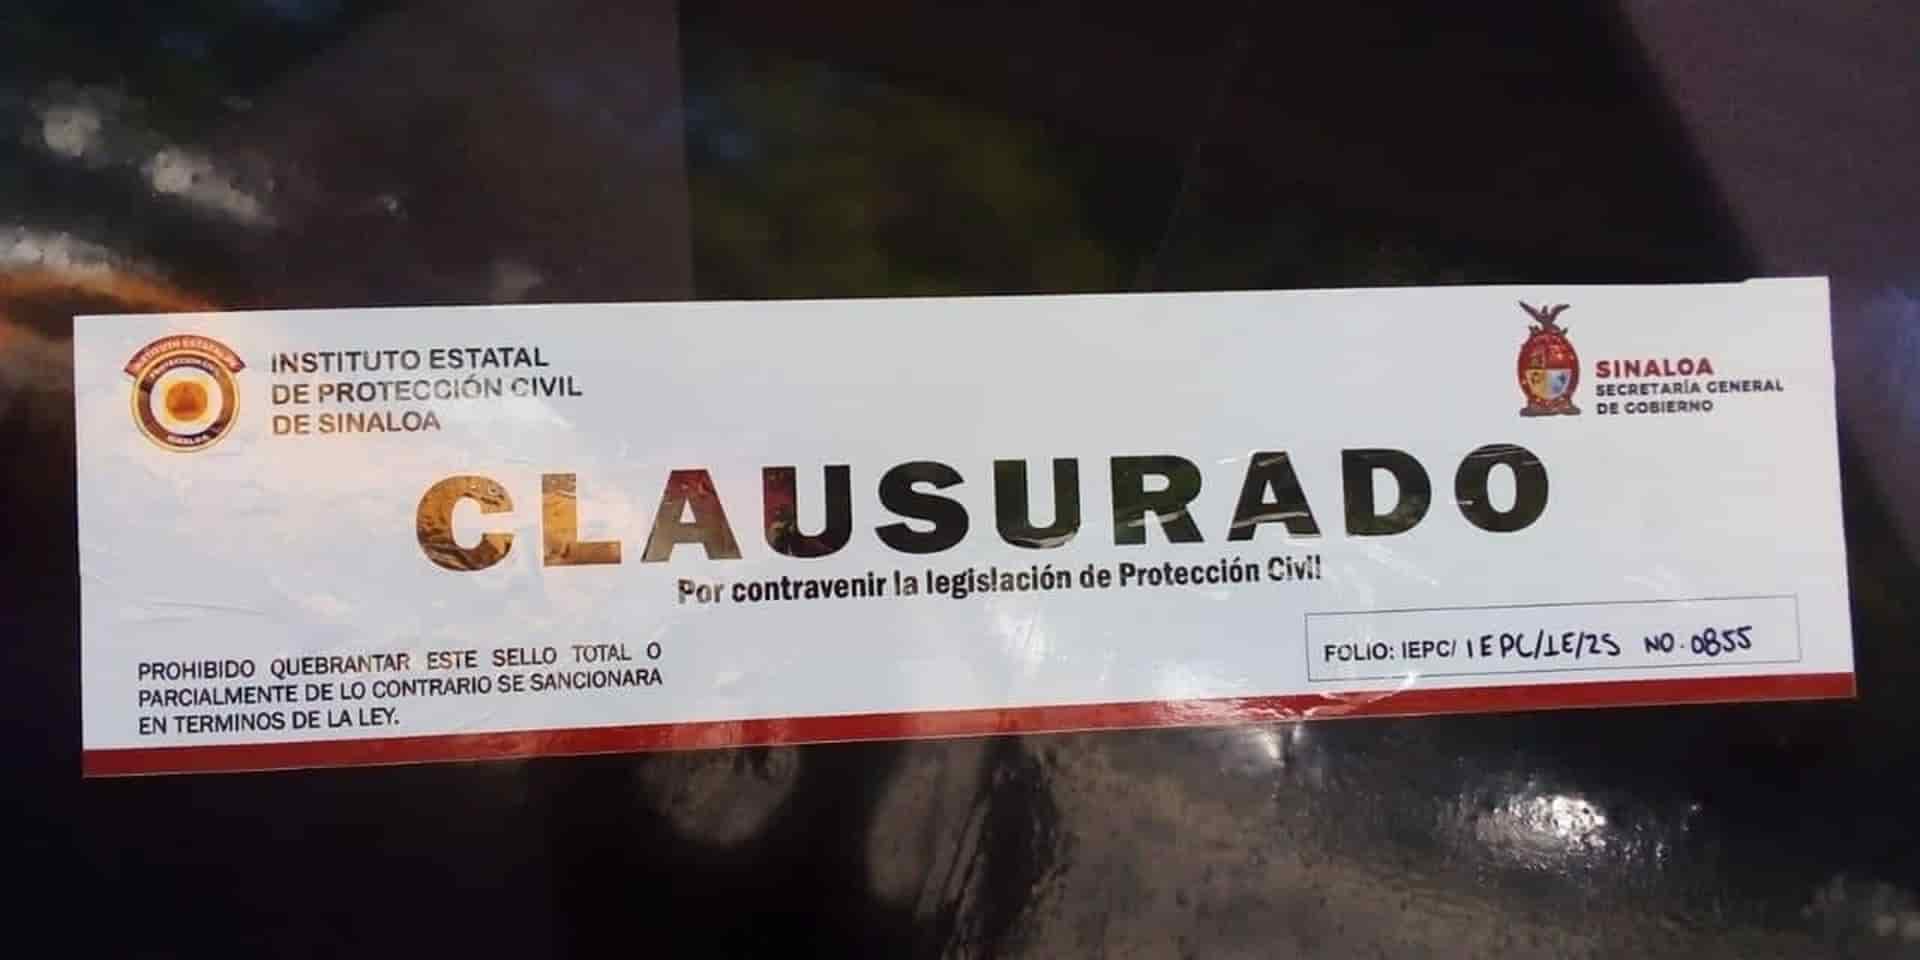 INSTITUTO ESTATAL
DE PROTECCIÓN CIVIL
DE SINALOA
SINALOA
SECRETARÍA GENERAL
DE GOBIERNO
CLAUSURADO
Por contravenir la legislación de Protección Civil
PROHIBIDO QUEBRANTAR ESTE SELLO TOTAL O
PARCIALMENTE DE LO CONTRARIO SE SANCIONARA
EN TERMINOS DE LA LEY.
FOLIO: IEPC/ IEPC/IE/25 NO. 0855